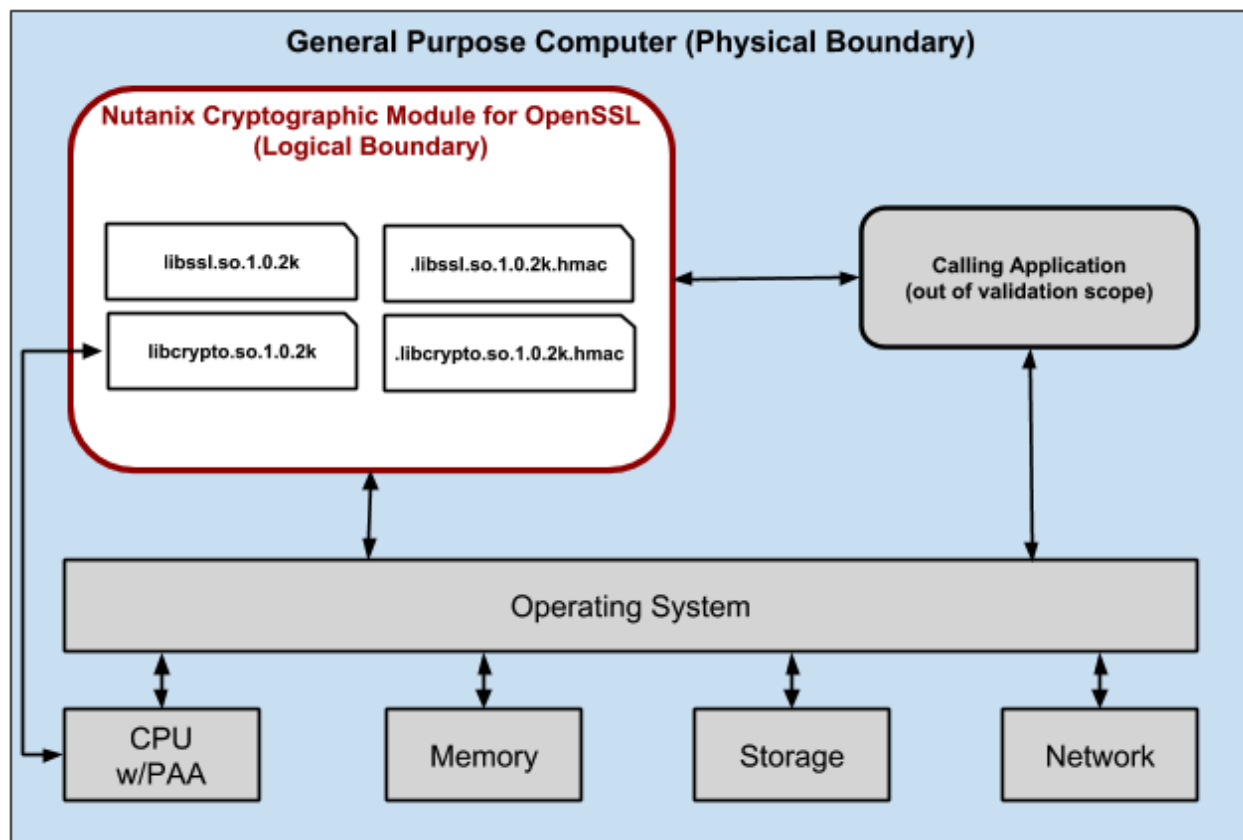 General Purpose Computer (Physical Boundary)
Nutanix Cryptographic Module for OpenSSL
(Logical Boundary)
libssl.so.1.0.2k
.libssl.so.1.0.2k.hmac
libcrypto.so.1.0.2k
.libcrypto.so.1.0.2k.hmac
Calling Application
(out of validation scope)
Operating System
CPU
w/PAA
Memory
Storage
Network